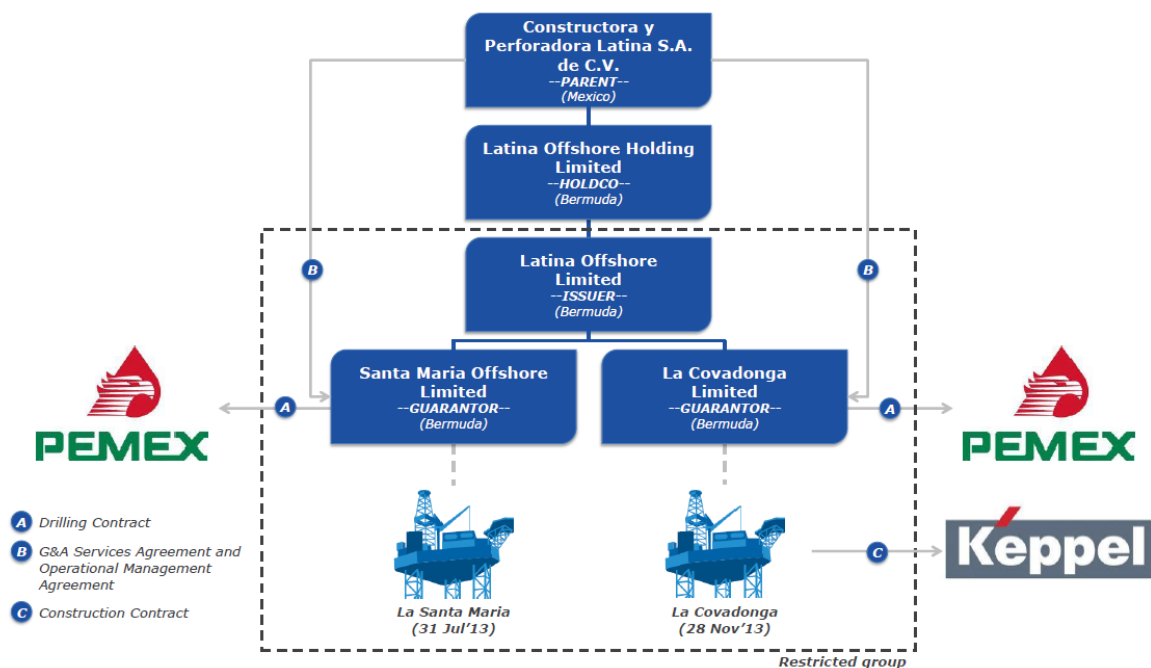 Constructora y
Perforadora Latina S.A.
de C.V.
--PARENT--
(Mexico)
Latina Offshore Holding
Limited
--HOLDCO--
(Bermuda)
B
B
Latina Offshore
Limited
--ISSUER--
(Bermuda)
Santa Maria Offshore
Limited
--GUARANTOR--
(Bermuda)
La Covadonga
Limited
--GUARANTOR--
(Bermuda)
A
A
PEMEX
PEMEX
A Drilling Contract
B G&A Services Agreement and
Operational Management
Agreement
C Construction Contract
C
Keppel
La Santa Maria
(31 Jul'13)
La Covadonga
(28 Nov'13)
Restricted group